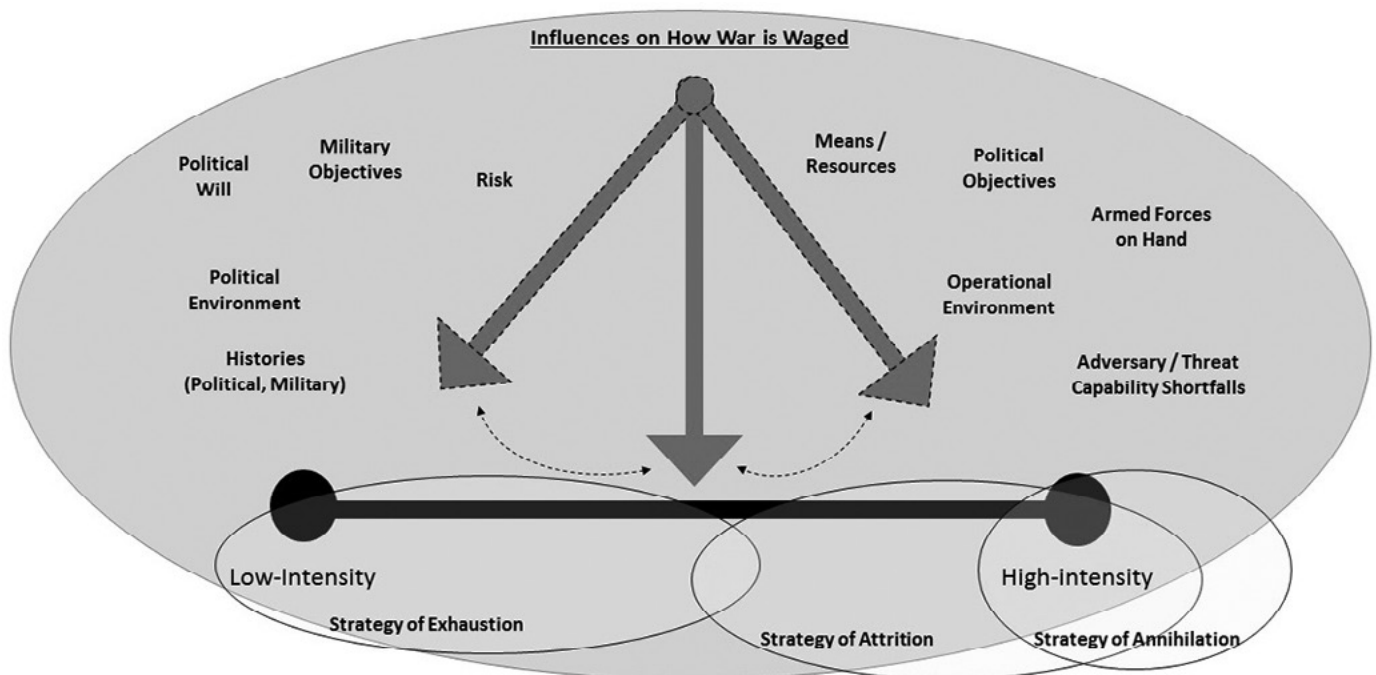 Influences on How War is Waged
Political
Will
Military
Objectives
Risk
Means /
Resources
Political
Objectives
Armed Forces
on Hand
Political
Environment
Operational
Environment
Histories
(Political, Military)
Adversary / Threat
Capability Shortfalls
Low-Intensity
High-intensity
Strategy of Exhaustion
Strategy of Attrition
Strategy of Annihilation